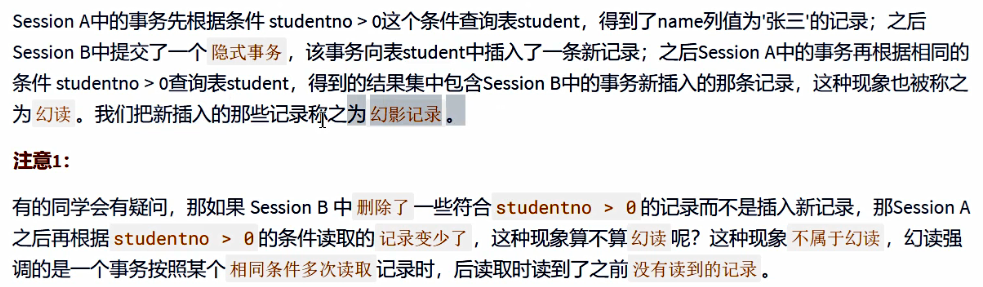 Session A中的事务先根据条件 studentno > 0这个条件查询表student，得到了name列值为'张三'的记录；之后
Session B中提交了一个 隐式事务 ，该事务向表student中插入了一条新记录；之后Session A中的事务再根据相同的
条件 studentno > 0查询表student，得到的结果集中包含Session B中的事务新插入的那条记录，这种现象也被称之
为 幻读 。我们把新插入的那些记录称之为 幻影记录 。
注意1：
有的同学会有疑问，那如果 Session B 中 删除了 一些符合 studentno > 0 的记录而不是插入新记录，那Session A
之后再根据 studentno > 0 的条件读取的 记录变少了 ，这种现象算不算 幻读 呢？这种现象 不属于幻读 ，幻读强
调的是一个事务按照某个 相同条件多次读取 记录时，后读取时读到了之前 没有读到的记录 。